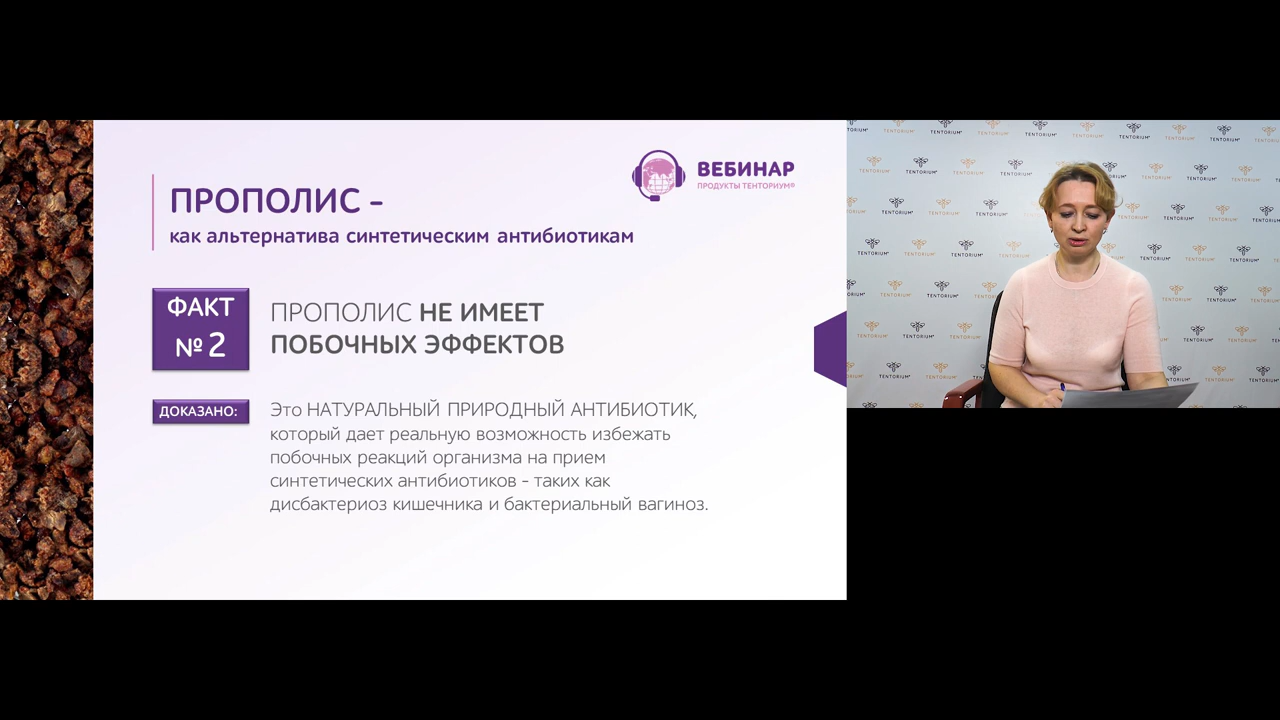 ПРОПОЛИС –
как альтернатива синтетическим антибиотикам
ВЕБИНАР
ПРОДУКТЫ ТЕНТОРИУМ®
ФАКТ
№ 2
ПРОПОЛИС НЕ ИМЕЕТ
ПОБОЧНЫХ ЭФФЕКТОВ
ДОКАЗАНО:
Это НАТУРАЛЬНЫЙ ПРИРОДНЫЙ АНТИБИОТИК,
который дает реальную возможность избежать
побочных реакций организма на прием
синтетических антибиотиков - таких как
дисбактериоз кишечника и бактериальный вагиноз.
TENTORIUM®